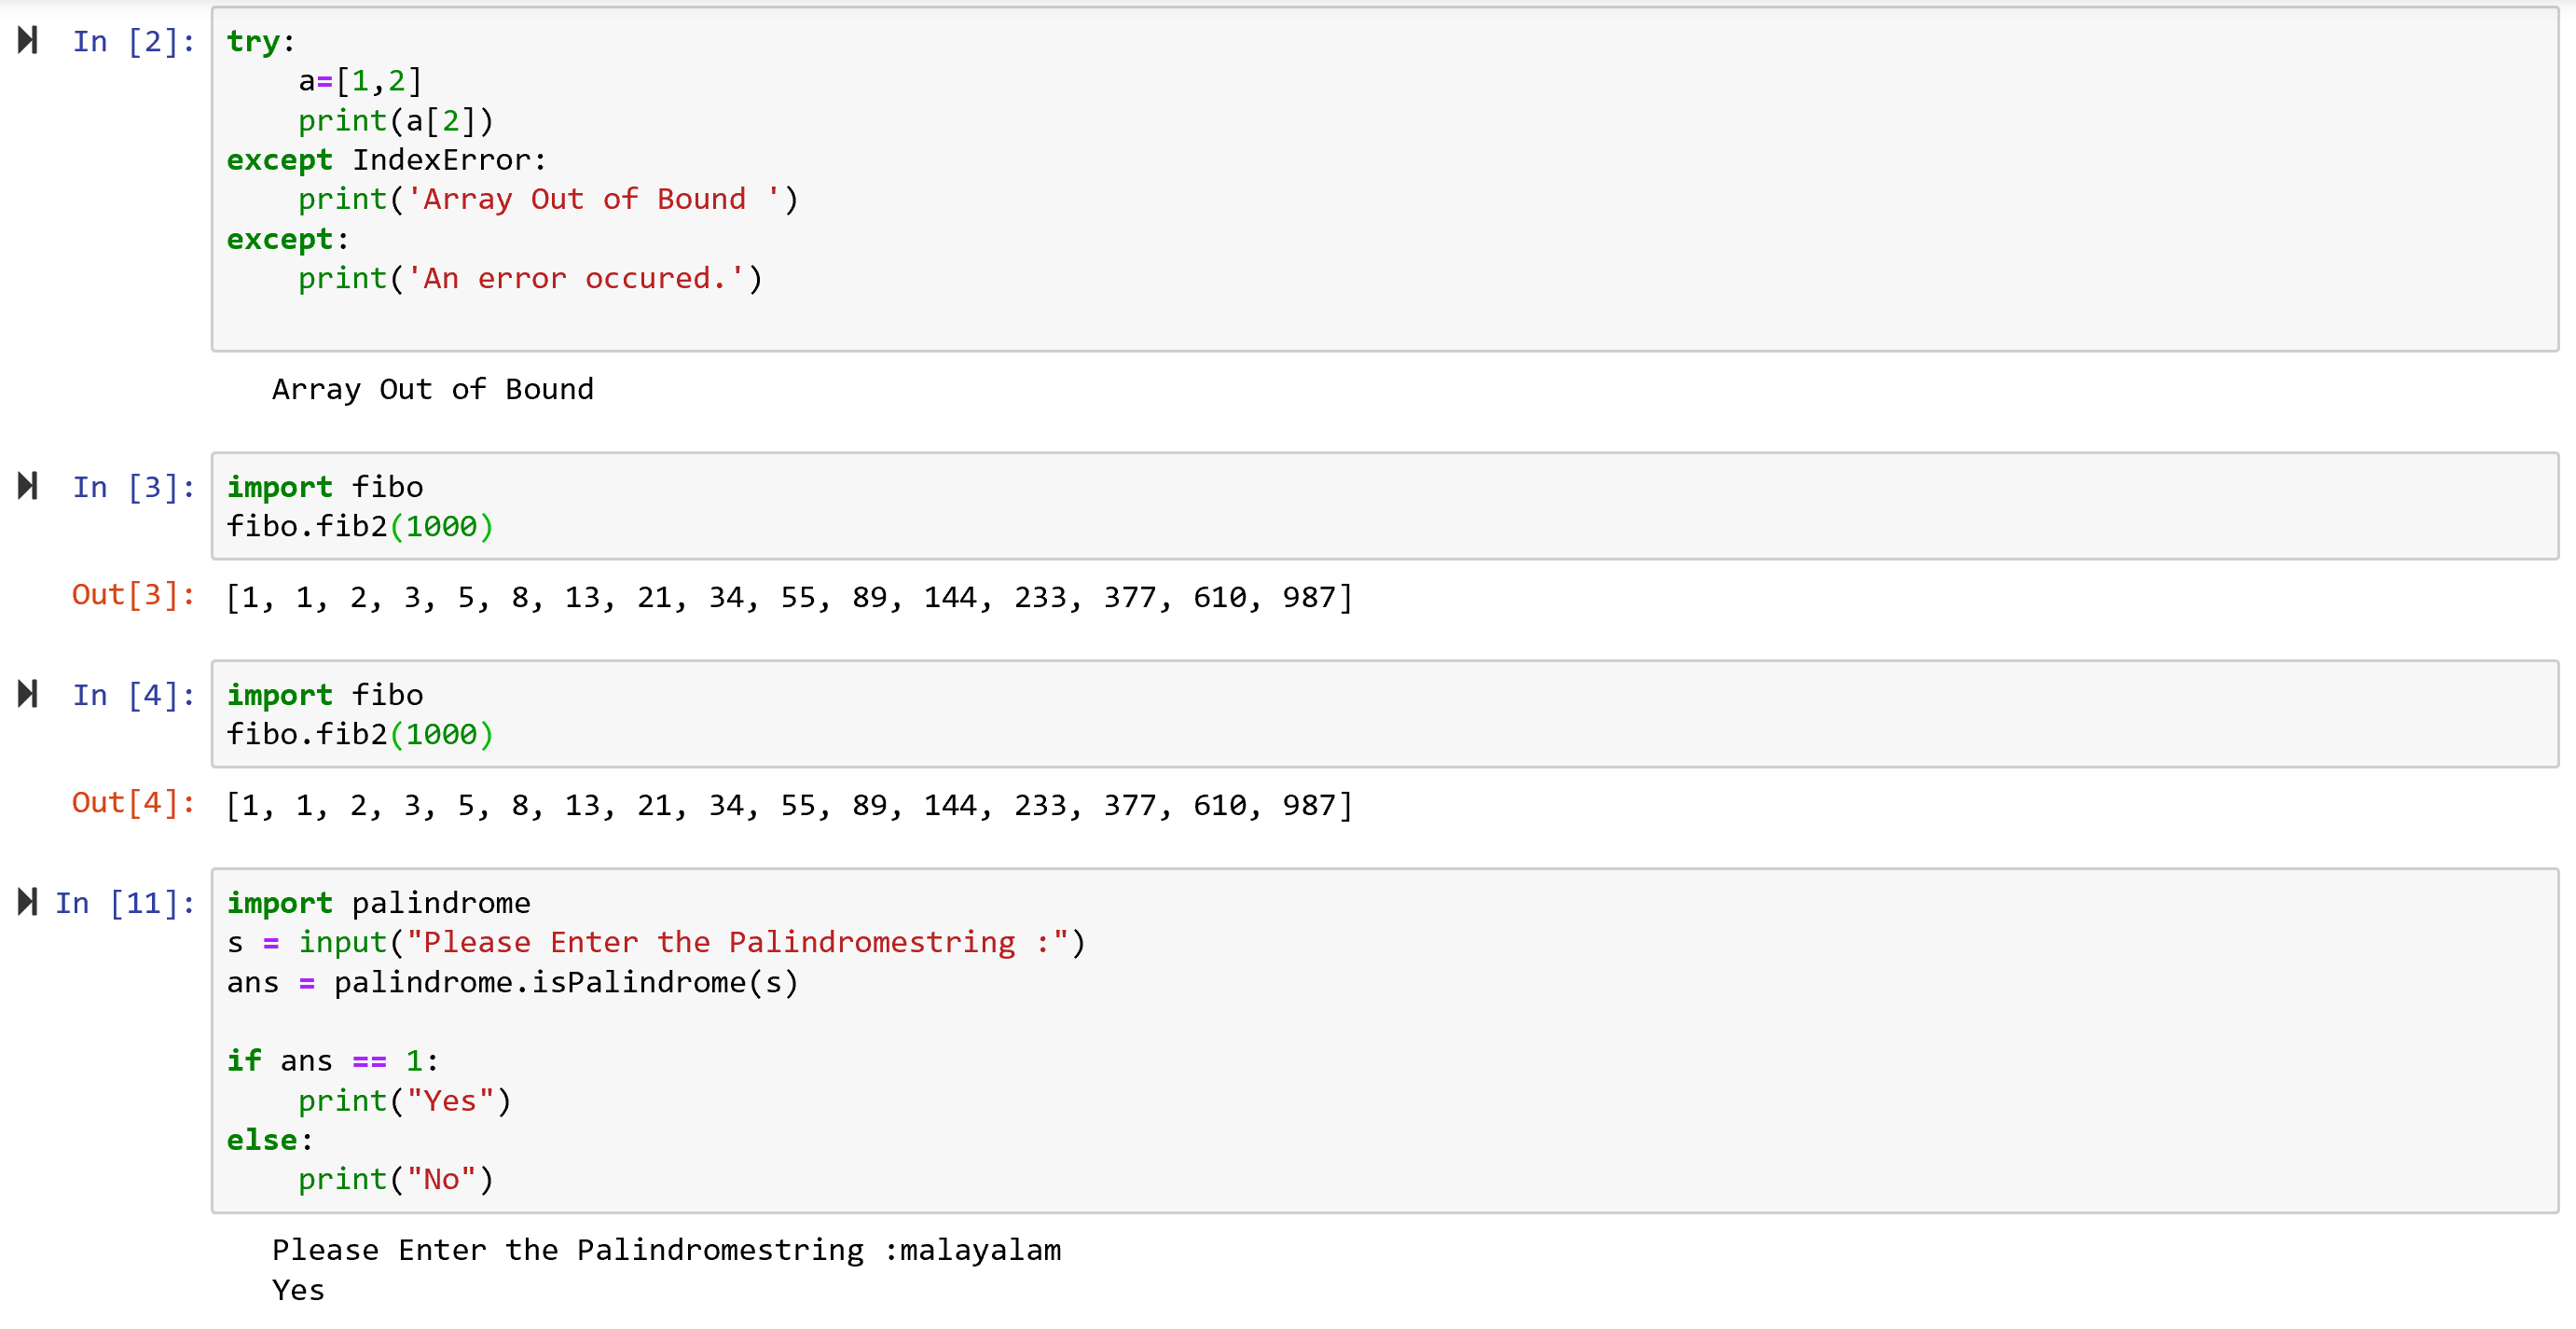 In [2]: try:
    a=[1,2]
    print(a[2])
except IndexError:
    print('Array Out of Bound ')
except:
    print('An error occured.')
Array Out of Bound
In [3]: import fibo
fibo.fib2(1000)
Out[3]: [1, 1, 2, 3, 5, 8, 13, 21, 34, 55, 89, 144, 233, 377, 610, 987]
In [4]: import fibo
fibo.fib2(1000)
Out[4]: [1, 1, 2, 3, 5, 8, 13, 21, 34, 55, 89, 144, 233, 377, 610, 987]
In [11]: import palindrome
s = input("Please Enter the Palindromestring :")
ans = palindrome.isPalindrome(s)
if ans == 1:
    print("Yes")
else:
    print("No")
Please Enter the Palindromestring :malayalam
Yes